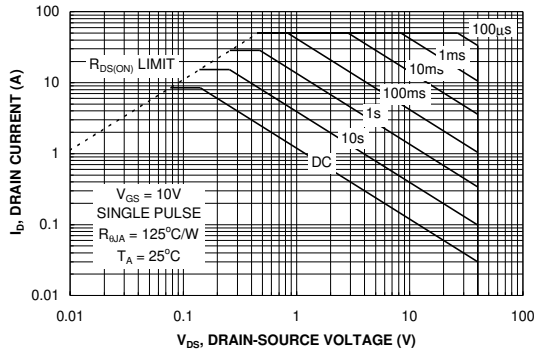 100
10
1
0.1
0.01
0.01
0.1
1
10
100
I_D, DRAIN CURRENT (A)
V_DS, DRAIN-SOURCE VOLTAGE (V)
R_DS(ON) LIMIT
100µs
1ms
10ms
100ms
1s
10s
DC
V_GS = 10V
SINGLE PULSE
R_θJA = 125°C/W
T_A = 25°C